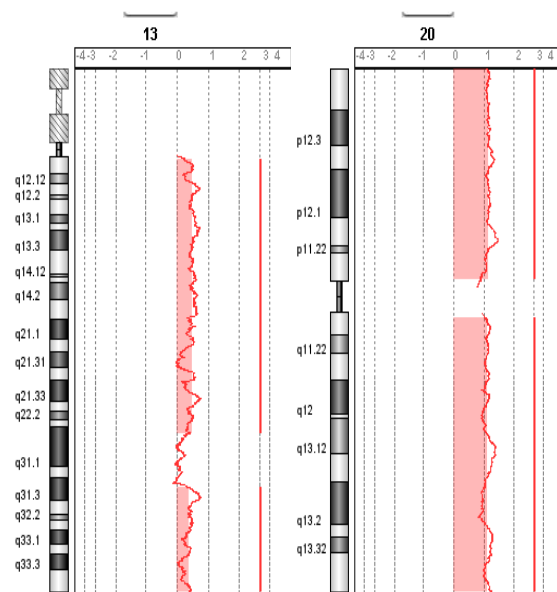 13
-4 -3 -2 -1 0 1 2 3 4
q12.12
q12.2
q13.1
q13.3
q14.12
q14.2
q21.1
q21.31
q21.33
q22.2
q31.1
q31.3
q32.2
q33.1
q33.3
20
-4 -3 -2 -1 0 1 2 3 4
p12.3
p12.1
p11.22
q11.22
q12
q13.12
q13.2
q13.32